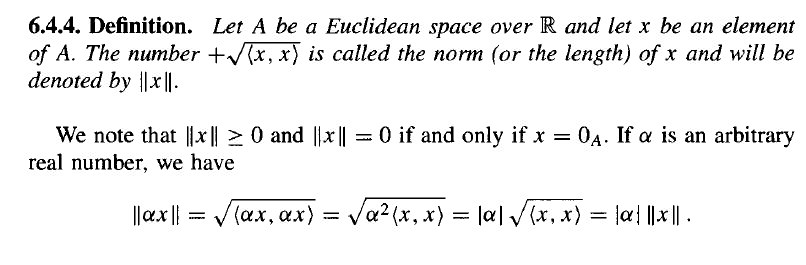 6.4.4. Definition. Let A be a Euclidean space over ℝ and let x be an element
of A. The number +√⟨x, x⟩ is called the norm (or the length) of x and will be
denoted by ‖x‖.
We note that ‖x‖ ≥ 0 and ‖x‖ = 0 if and only if x = 0_A. If α is an arbitrary
real number, we have
‖αx‖ = √⟨αx, αx⟩ = √α²⟨x, x⟩ = |α| √⟨x, x⟩ = |α| ‖x‖ .